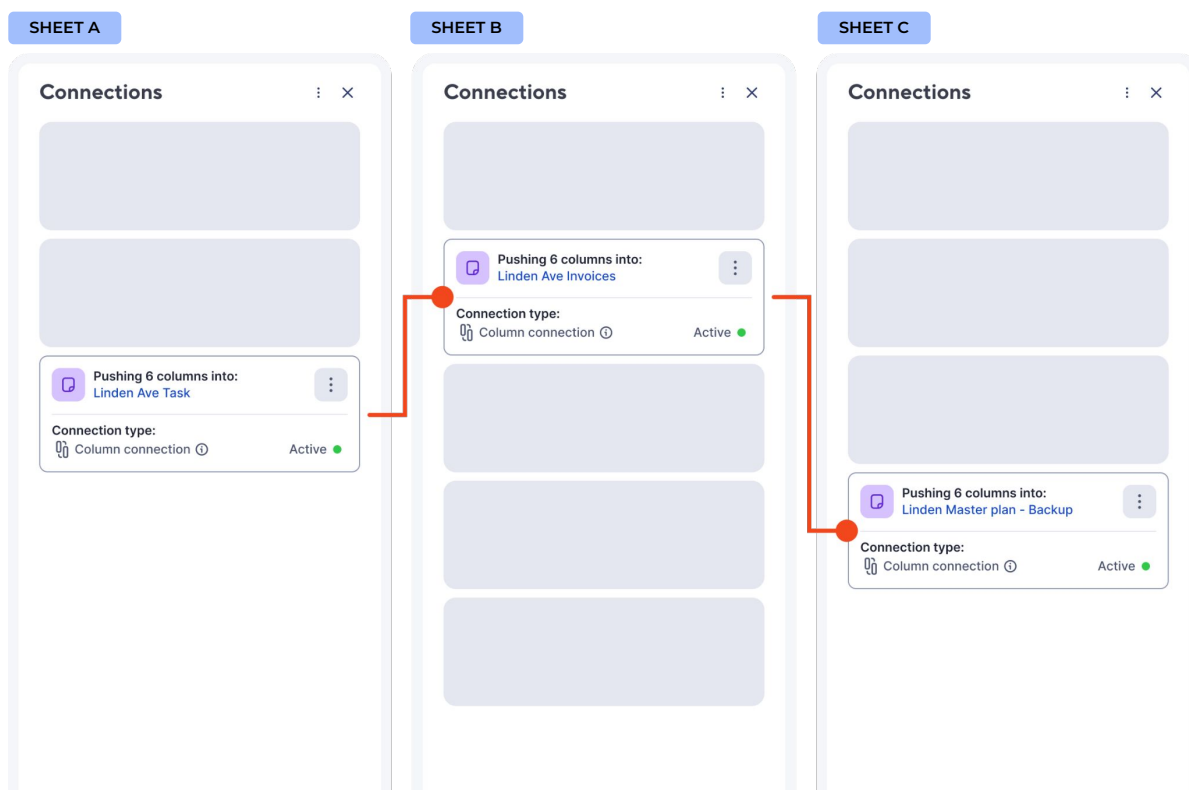 SHEET A
Connections
Pushing 6 columns into:
Linden Ave Task
Connection type:
Column connection
Active
SHEET B
Connections
Pushing 6 columns into:
Linden Ave Invoices
Connection type:
Column connection
Active
SHEET C
Connections
Pushing 6 columns into:
Linden Master plan - Backup
Connection type:
Column connection
Active